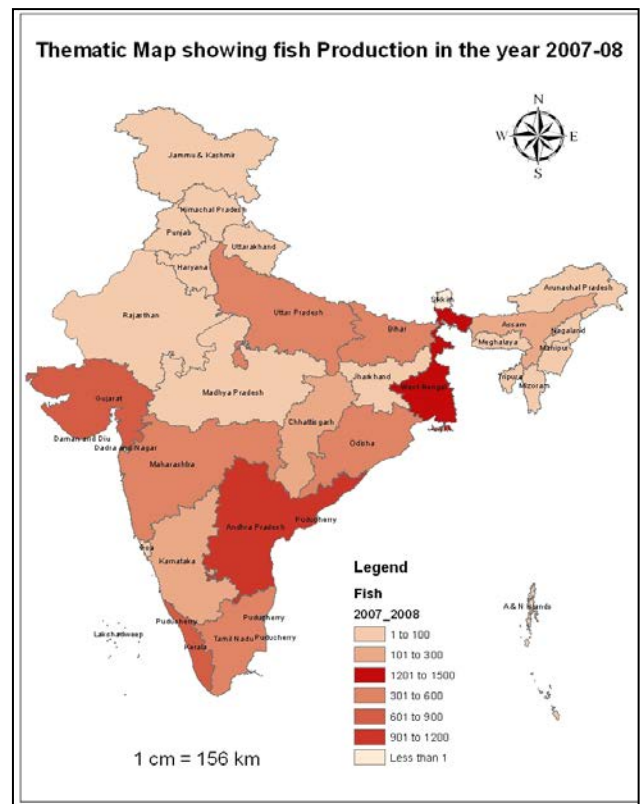 Thematic Map showing fish Production in the year 2007-08
N
W E
S
Jammu & Kashmir
Himachal Pradesh
Punjab
Uttarakhand
Haryana
Arunachal Pradesh
Sikkim
Rajasthan
Uttar Pradesh
Bihar
Assam
Nagaland
Meghalaya
Manipur
Tripura
Mizoram
Jharkhand
West Bengal
Madhya Pradesh
Gujarat
Chhattisgarh
Daman and Diu
Dadra and Nagar
Odisha
Maharashtra
Andhra Pradesh
Puducherry
Goa
Karnataka
Puducherry
Puducherry
Puducherry
Lakshadweep
Kerala
Tamil Nadu
A & N Islands
Legend
Fish
2007_2008
1 to 100
101 to 300
1201 to 1500
301 to 600
601 to 900
901 to 1200
Less than 1
1 cm = 156 km